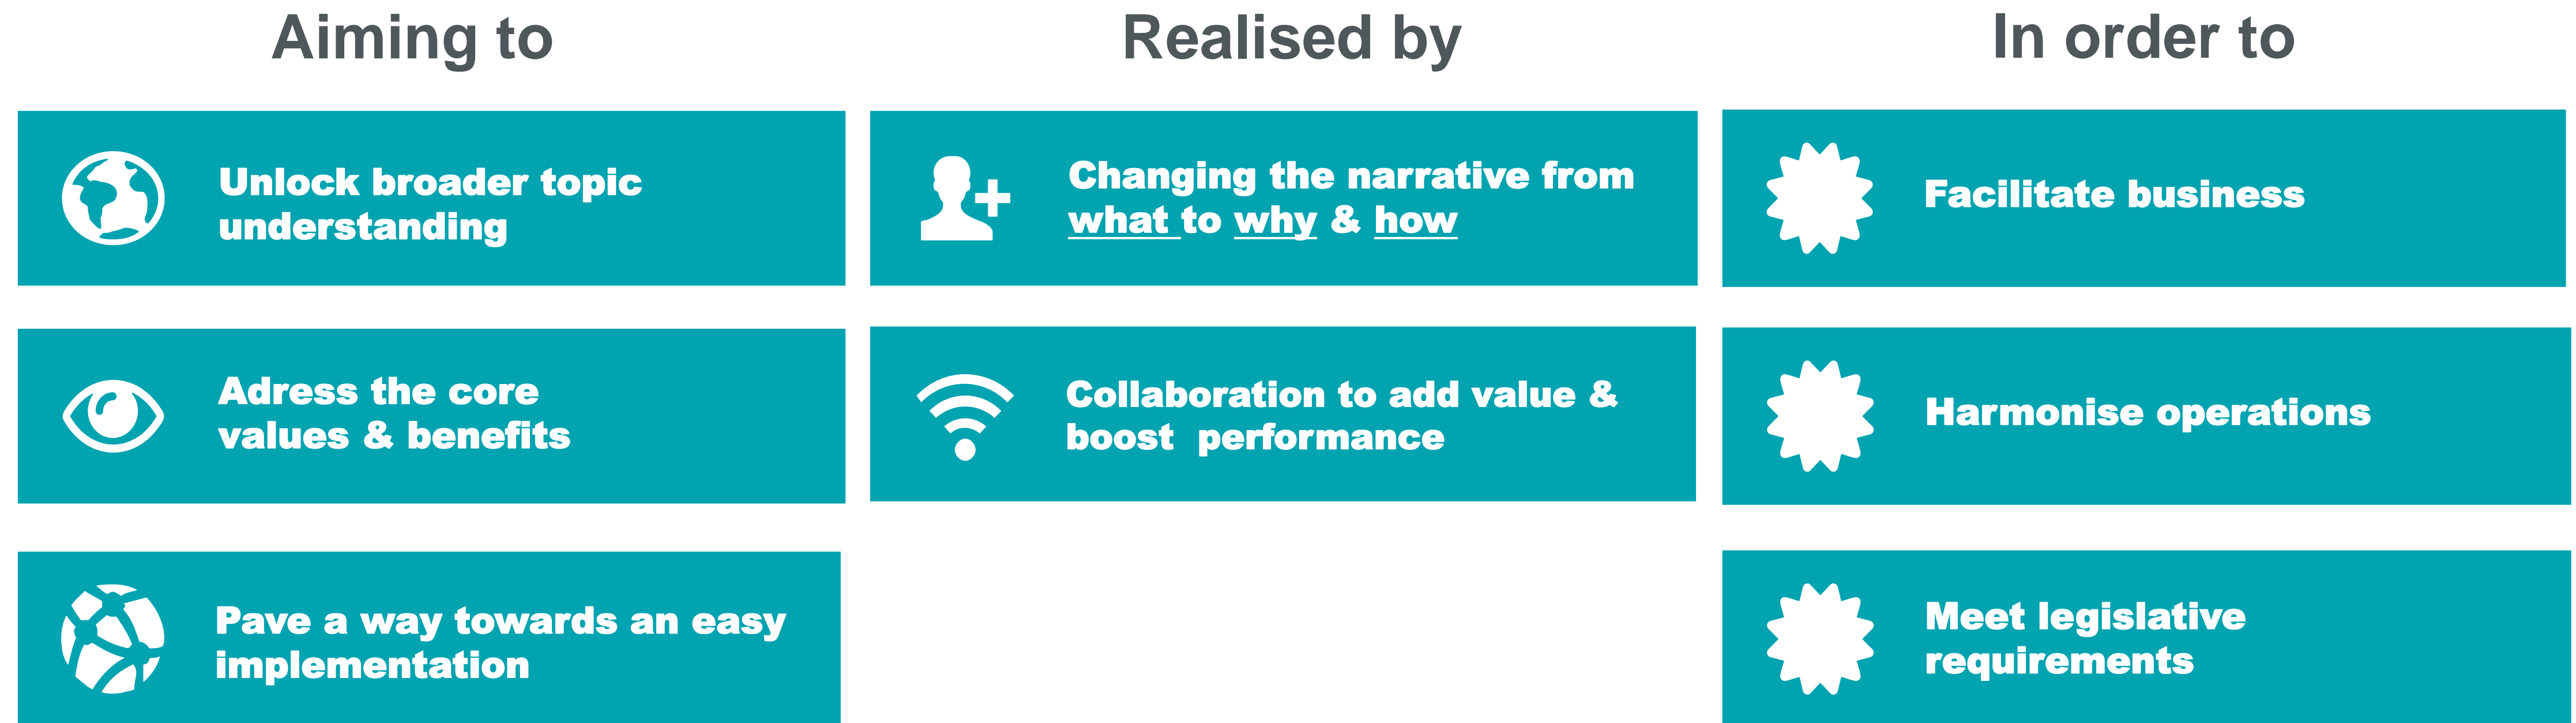 Aiming to
Unlock broader topic
understanding
Adress the core
values & benefits
Pave a way towards an easy
implementation
Realised by
Changing the narrative from
what to why & how
Collaboration to add value &
boost  performance
In order to
Facilitate business
Harmonise operations
Meet legislative
requirements